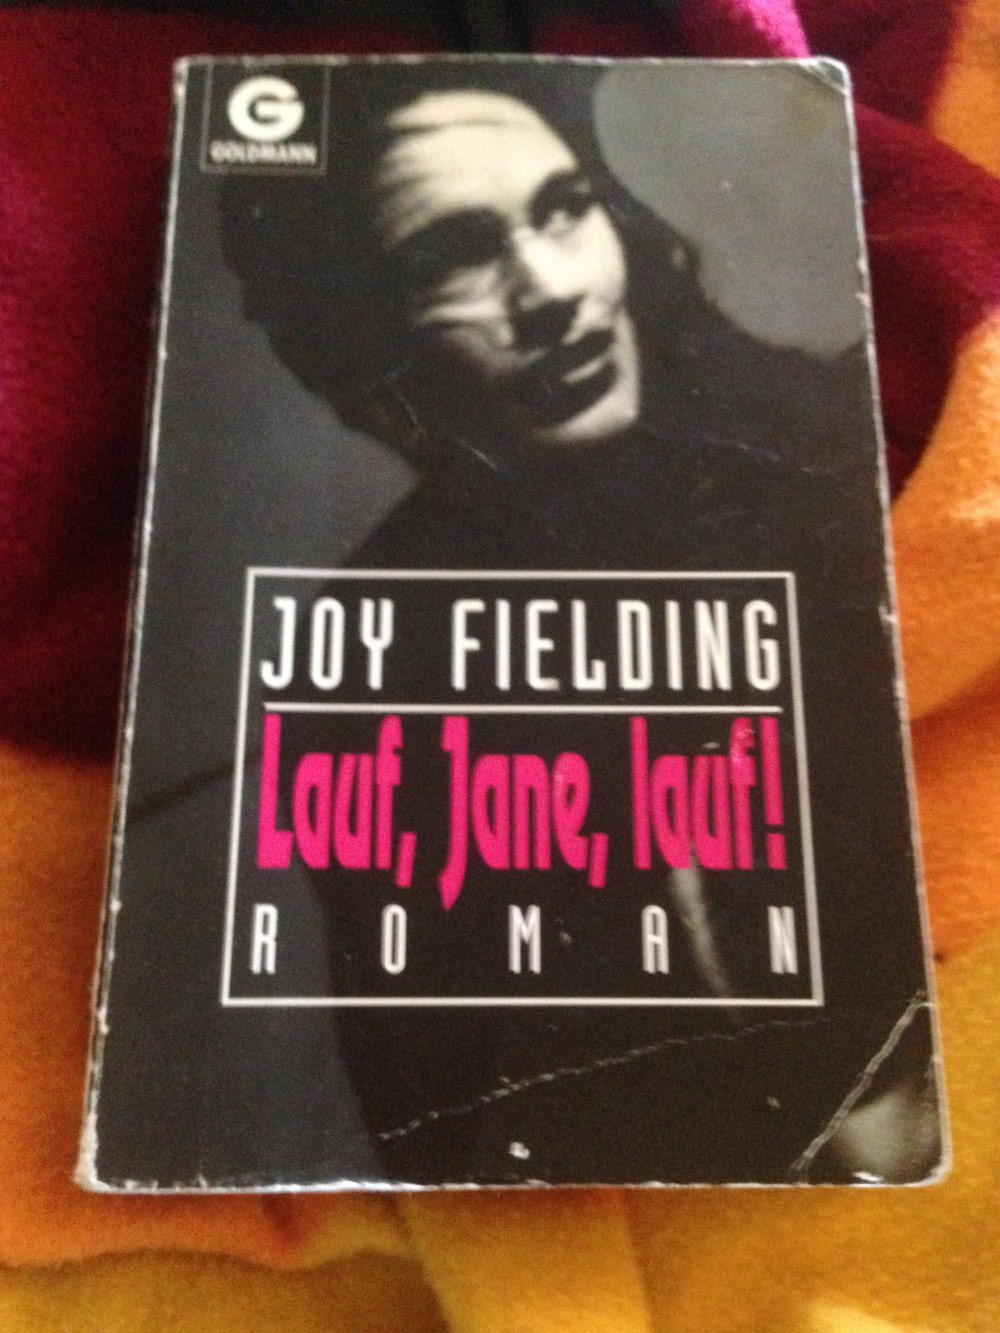 GOLDMANN
JOY FIELDING
Lauf, Jane, lauf!
ROMAN